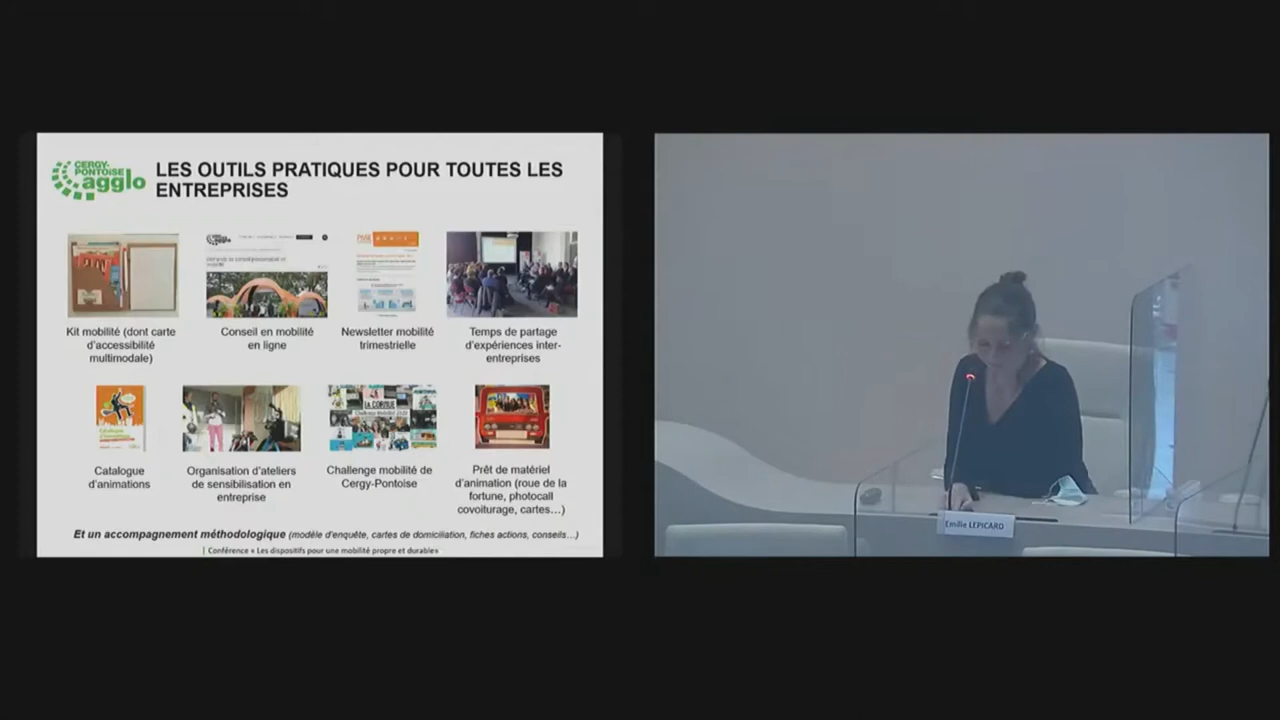 CERGY-
PONTOISE
agglo
LES OUTILS PRATIQUES POUR TOUTES LES
ENTREPRISES
Kit mobilité (dont carte
d'accessibilité
multimodale)
Conseil en mobilité
en ligne
Newsletter mobilité
trimestrielle
Temps de partage
d'expériences inter-
entreprises
Catalogue
d'animations
Organisation d'ateliers
de sensibilisation en
entreprise
Challenge mobilité de
Cergy-Pontoise
Prêt de matériel
d'animation (roue de la
fortune, photocall
covoiturage, cartes…)
Et un accompagnement méthodologique (modèle d'enquête, cartes de domiciliation, fiches actions, conseils…)
| Conférence « Les dispositifs pour une mobilité propre et durable»
Emilie LEPICARD